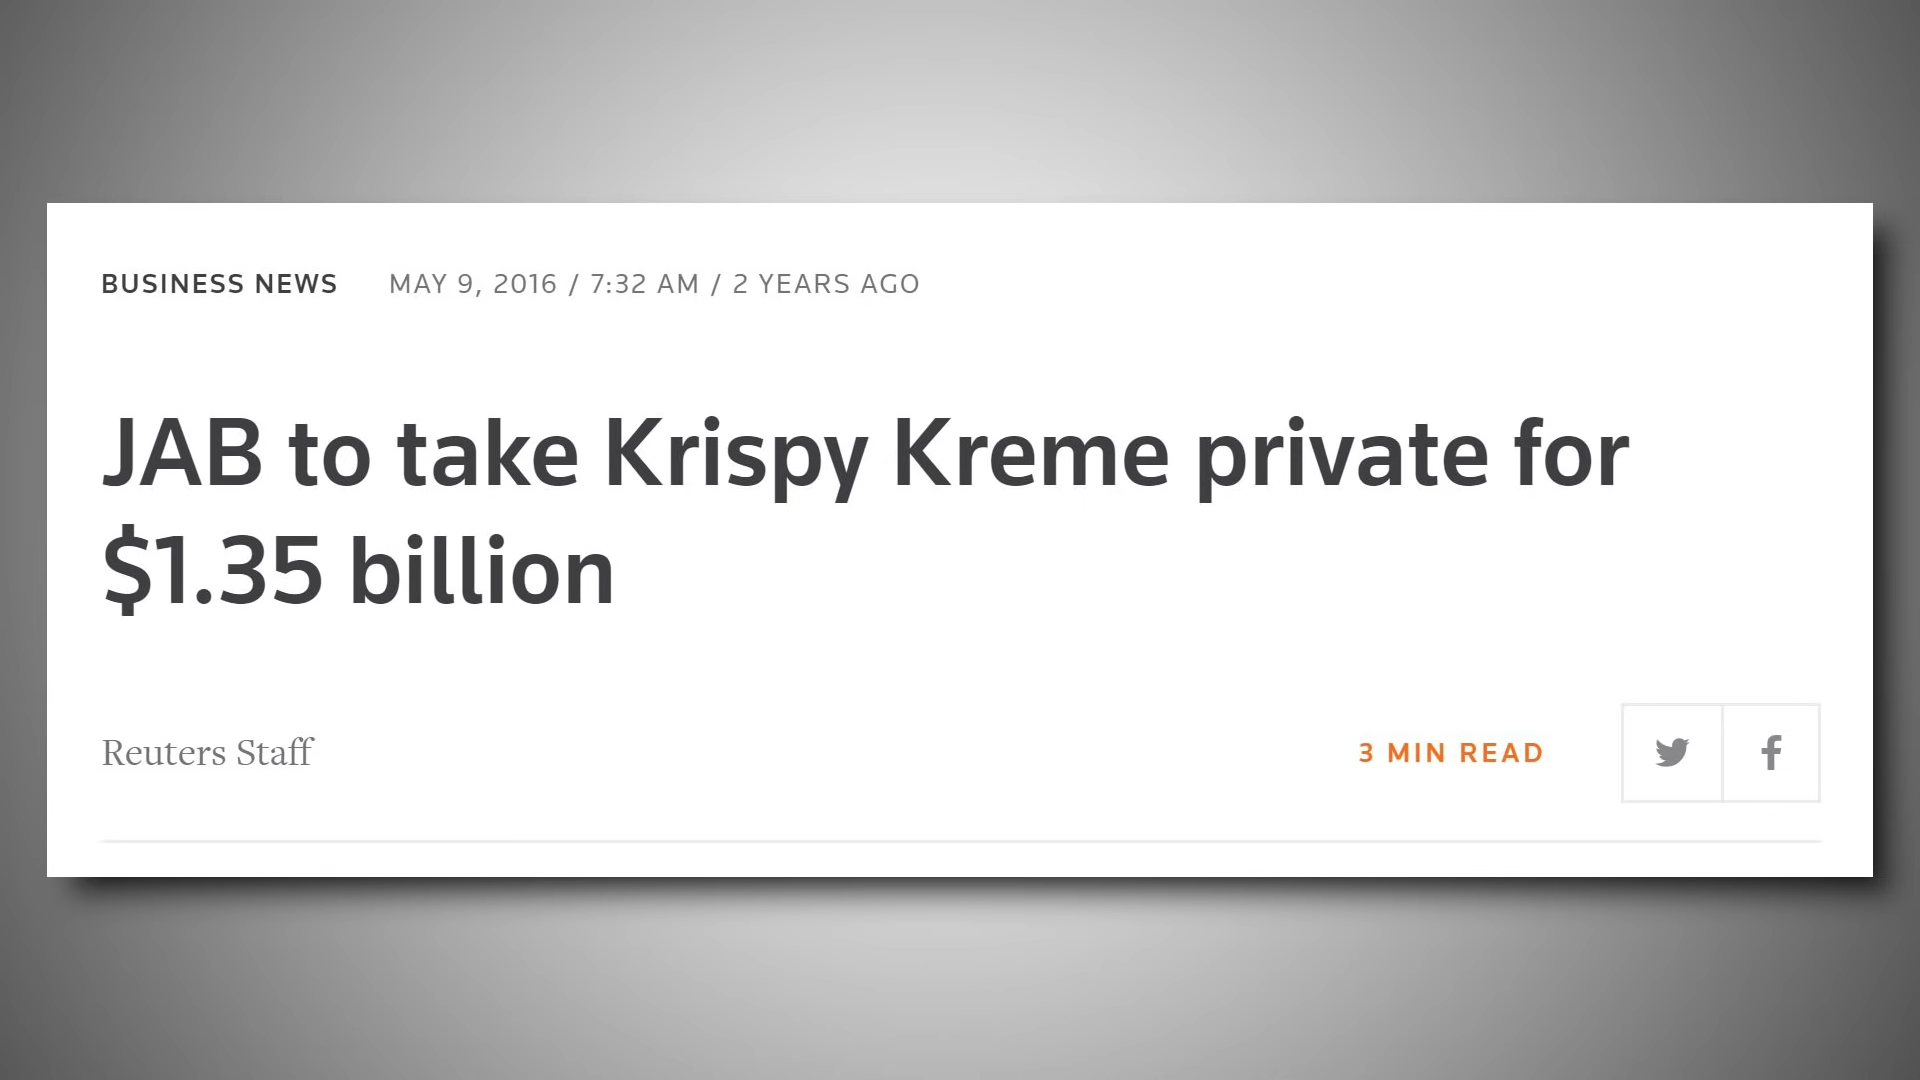 BUSINESS NEWS MAY 9, 2016 / 7:32 AM / 2 YEARS AGO
JAB to take Krispy Kreme private for
$1.35 billion
Reuters Staff 3 MIN READ